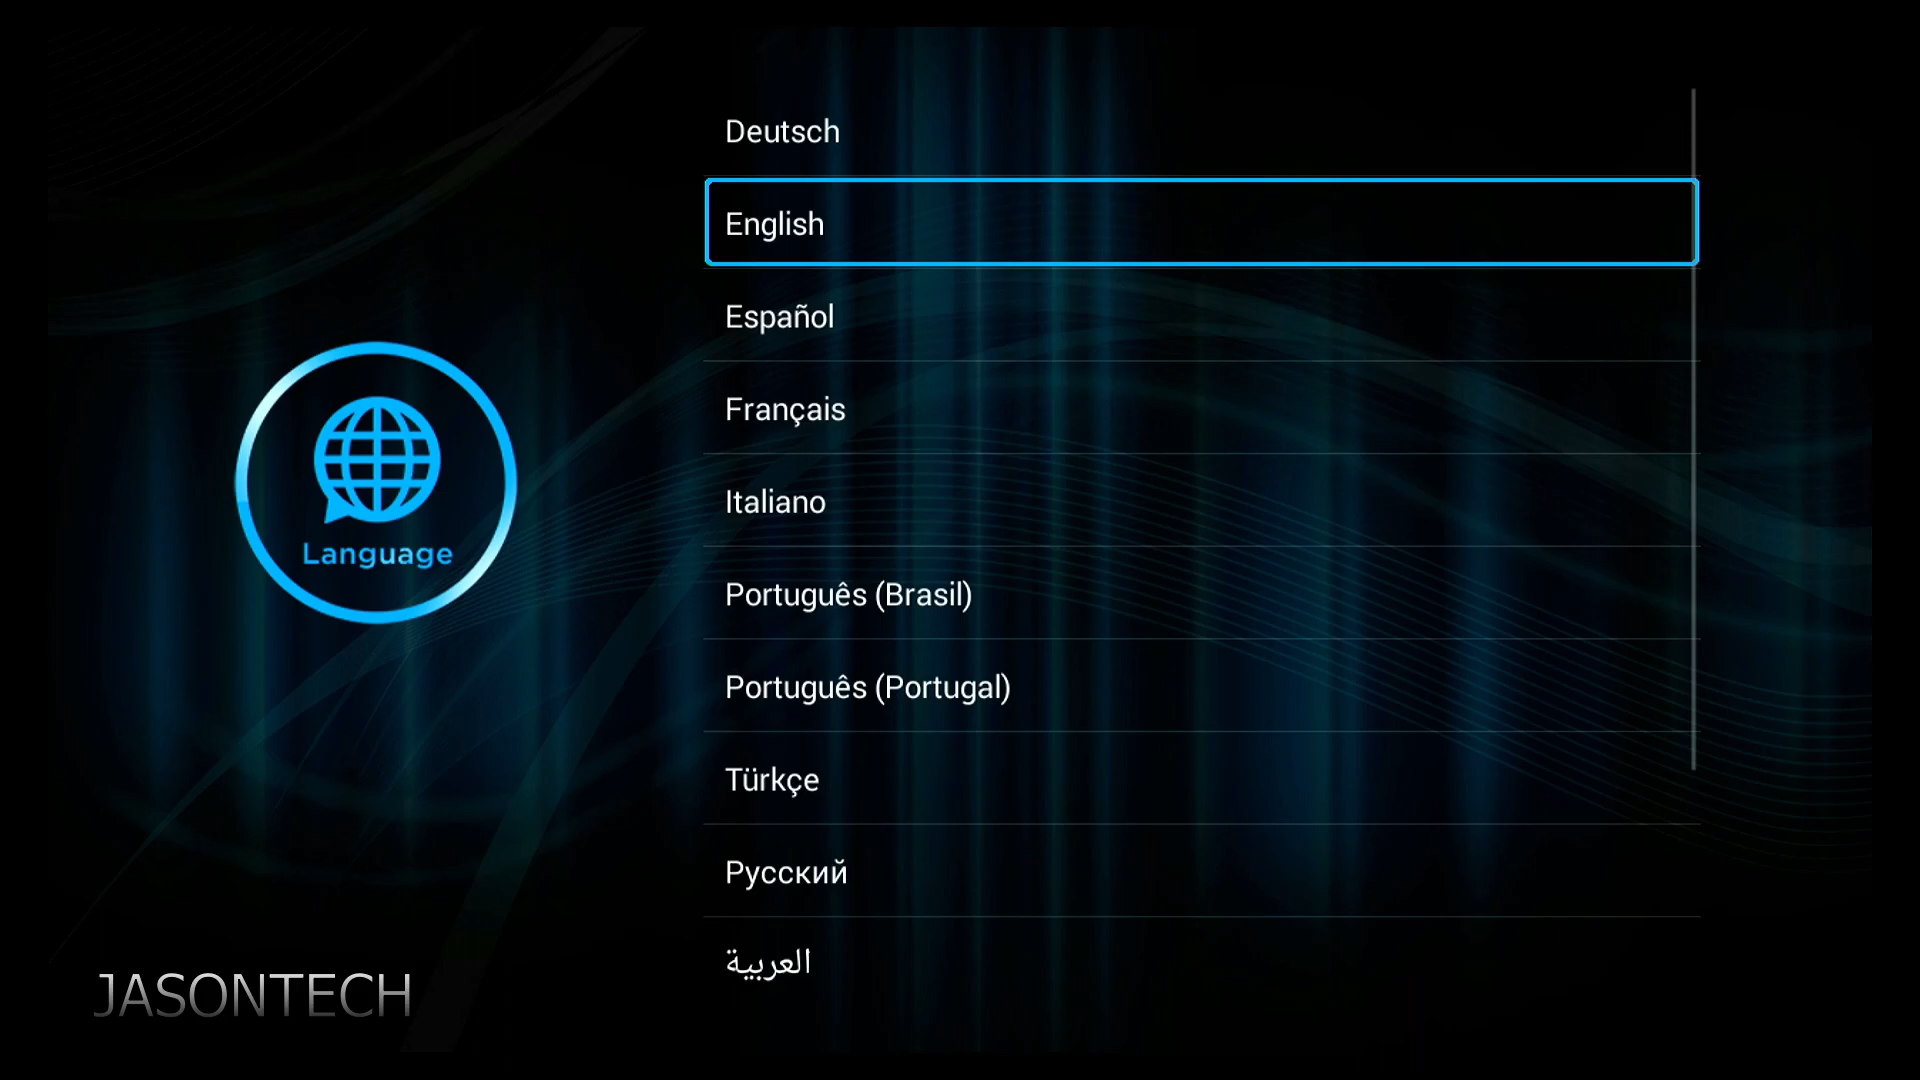 Deutsch
English
Español
Français
Italiano
Português (Brasil)
Português (Portugal)
Türkçe
Русский
العربية
Language
JASONTECH